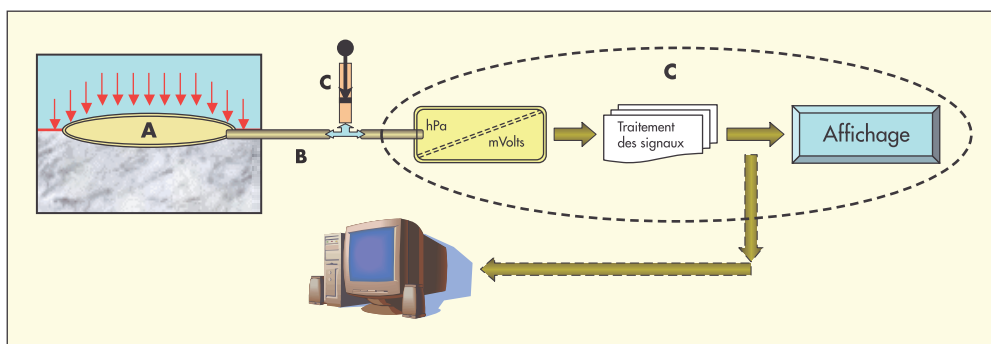 A
B
C
hPa
mVolts
C
Traitement
des signaux
Affichage